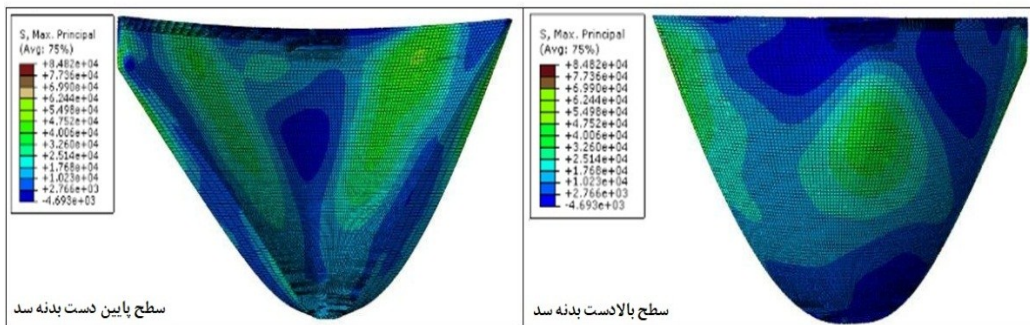 S, Max. Principal
(Avg: 75%)
+8.482e+04
+7.736e+04
+6.990e+04
+6.244e+04
+5.498e+04
+4.752e+04
+4.006e+04
+3.260e+04
+2.514e+04
+1.768e+04
+1.023e+04
+2.766e+03
-4.693e+03
سطح پایین دست بدنه سد
S, Max. Principal
(Avg: 75%)
+8.482e+04
+7.736e+04
+6.990e+04
+6.244e+04
+5.498e+04
+4.752e+04
+4.006e+04
+3.260e+04
+2.514e+04
+1.768e+04
+1.023e+04
+2.766e+03
-4.693e+03
سطح بالادست بدنه سد